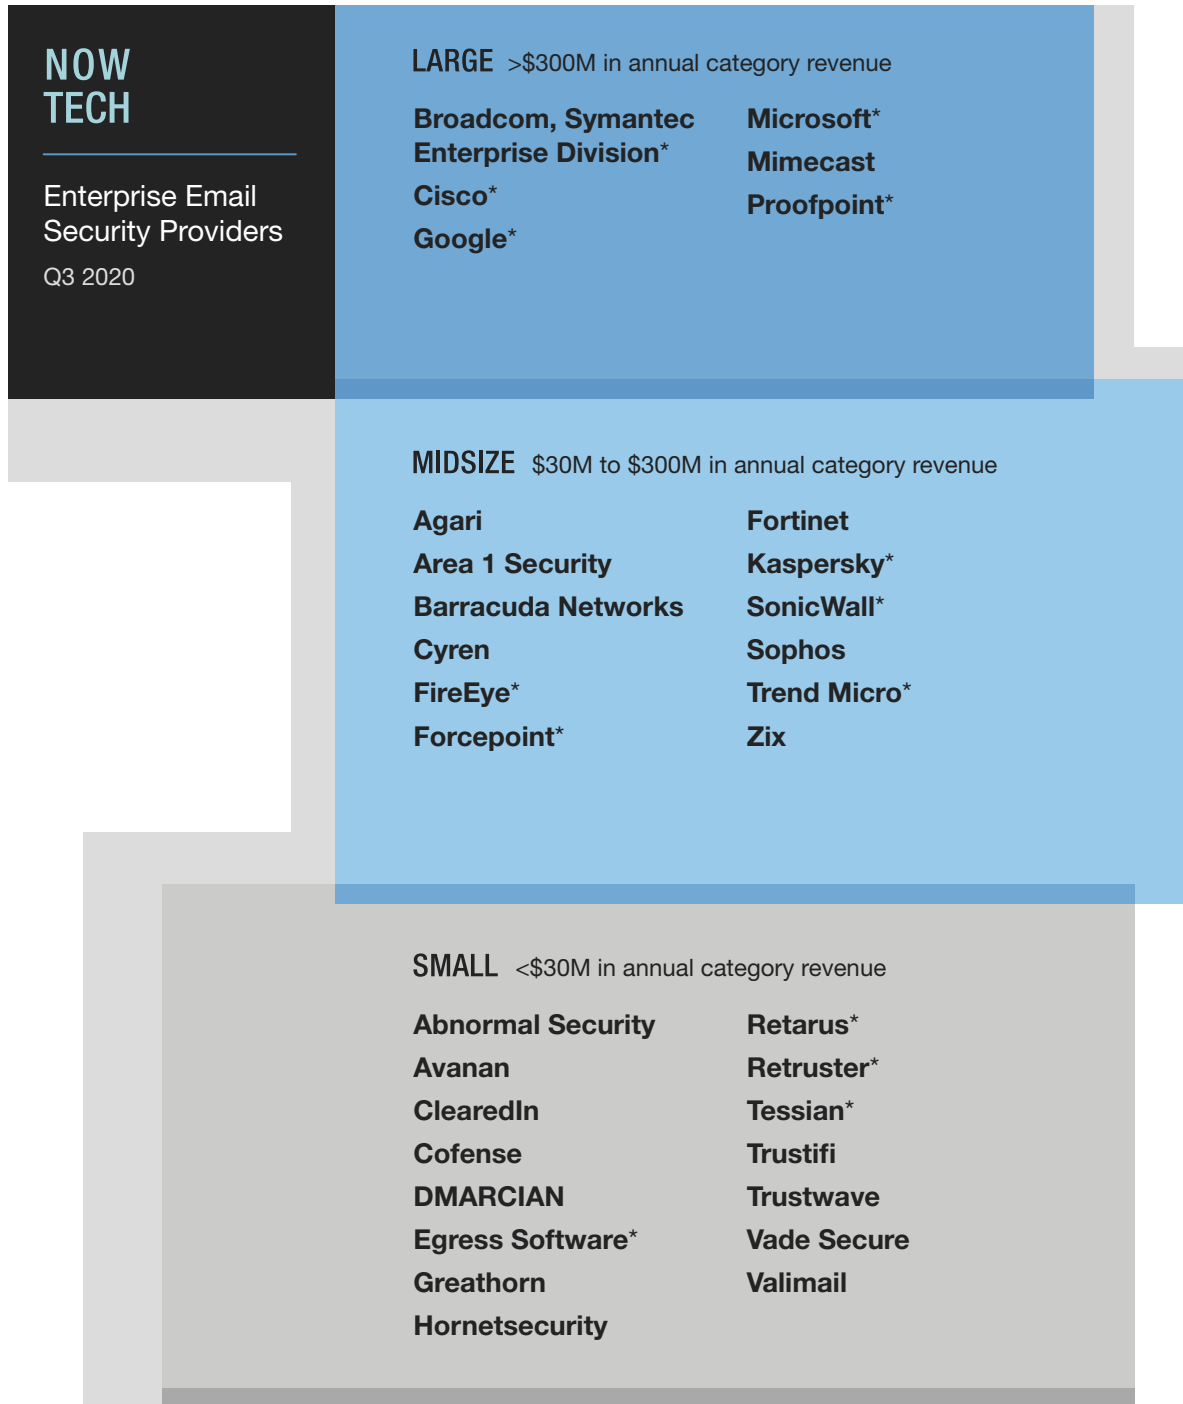 NOW
TECH
Enterprise Email
Security Providers
Q3 2020
LARGE >$300M in annual category revenue
Broadcom, Symantec
Enterprise Division*
Cisco*
Google*
Microsoft*
Mimecast
Proofpoint*
MIDSIZE $30M to $300M in annual category revenue
Agari
Area 1 Security
Barracuda Networks
Cyren
FireEye*
Forcepoint*
Fortinet
Kaspersky*
SonicWall*
Sophos
Trend Micro*
Zix
SMALL <$30M in annual category revenue
Abnormal Security
Avanan
ClearedIn
Cofense
DMARCIAN
Egress Software*
Greathorn
Hornetsecurity
Retarus*
Retruster*
Tessian*
Trustifi
Trustwave
Vade Secure
Valimail